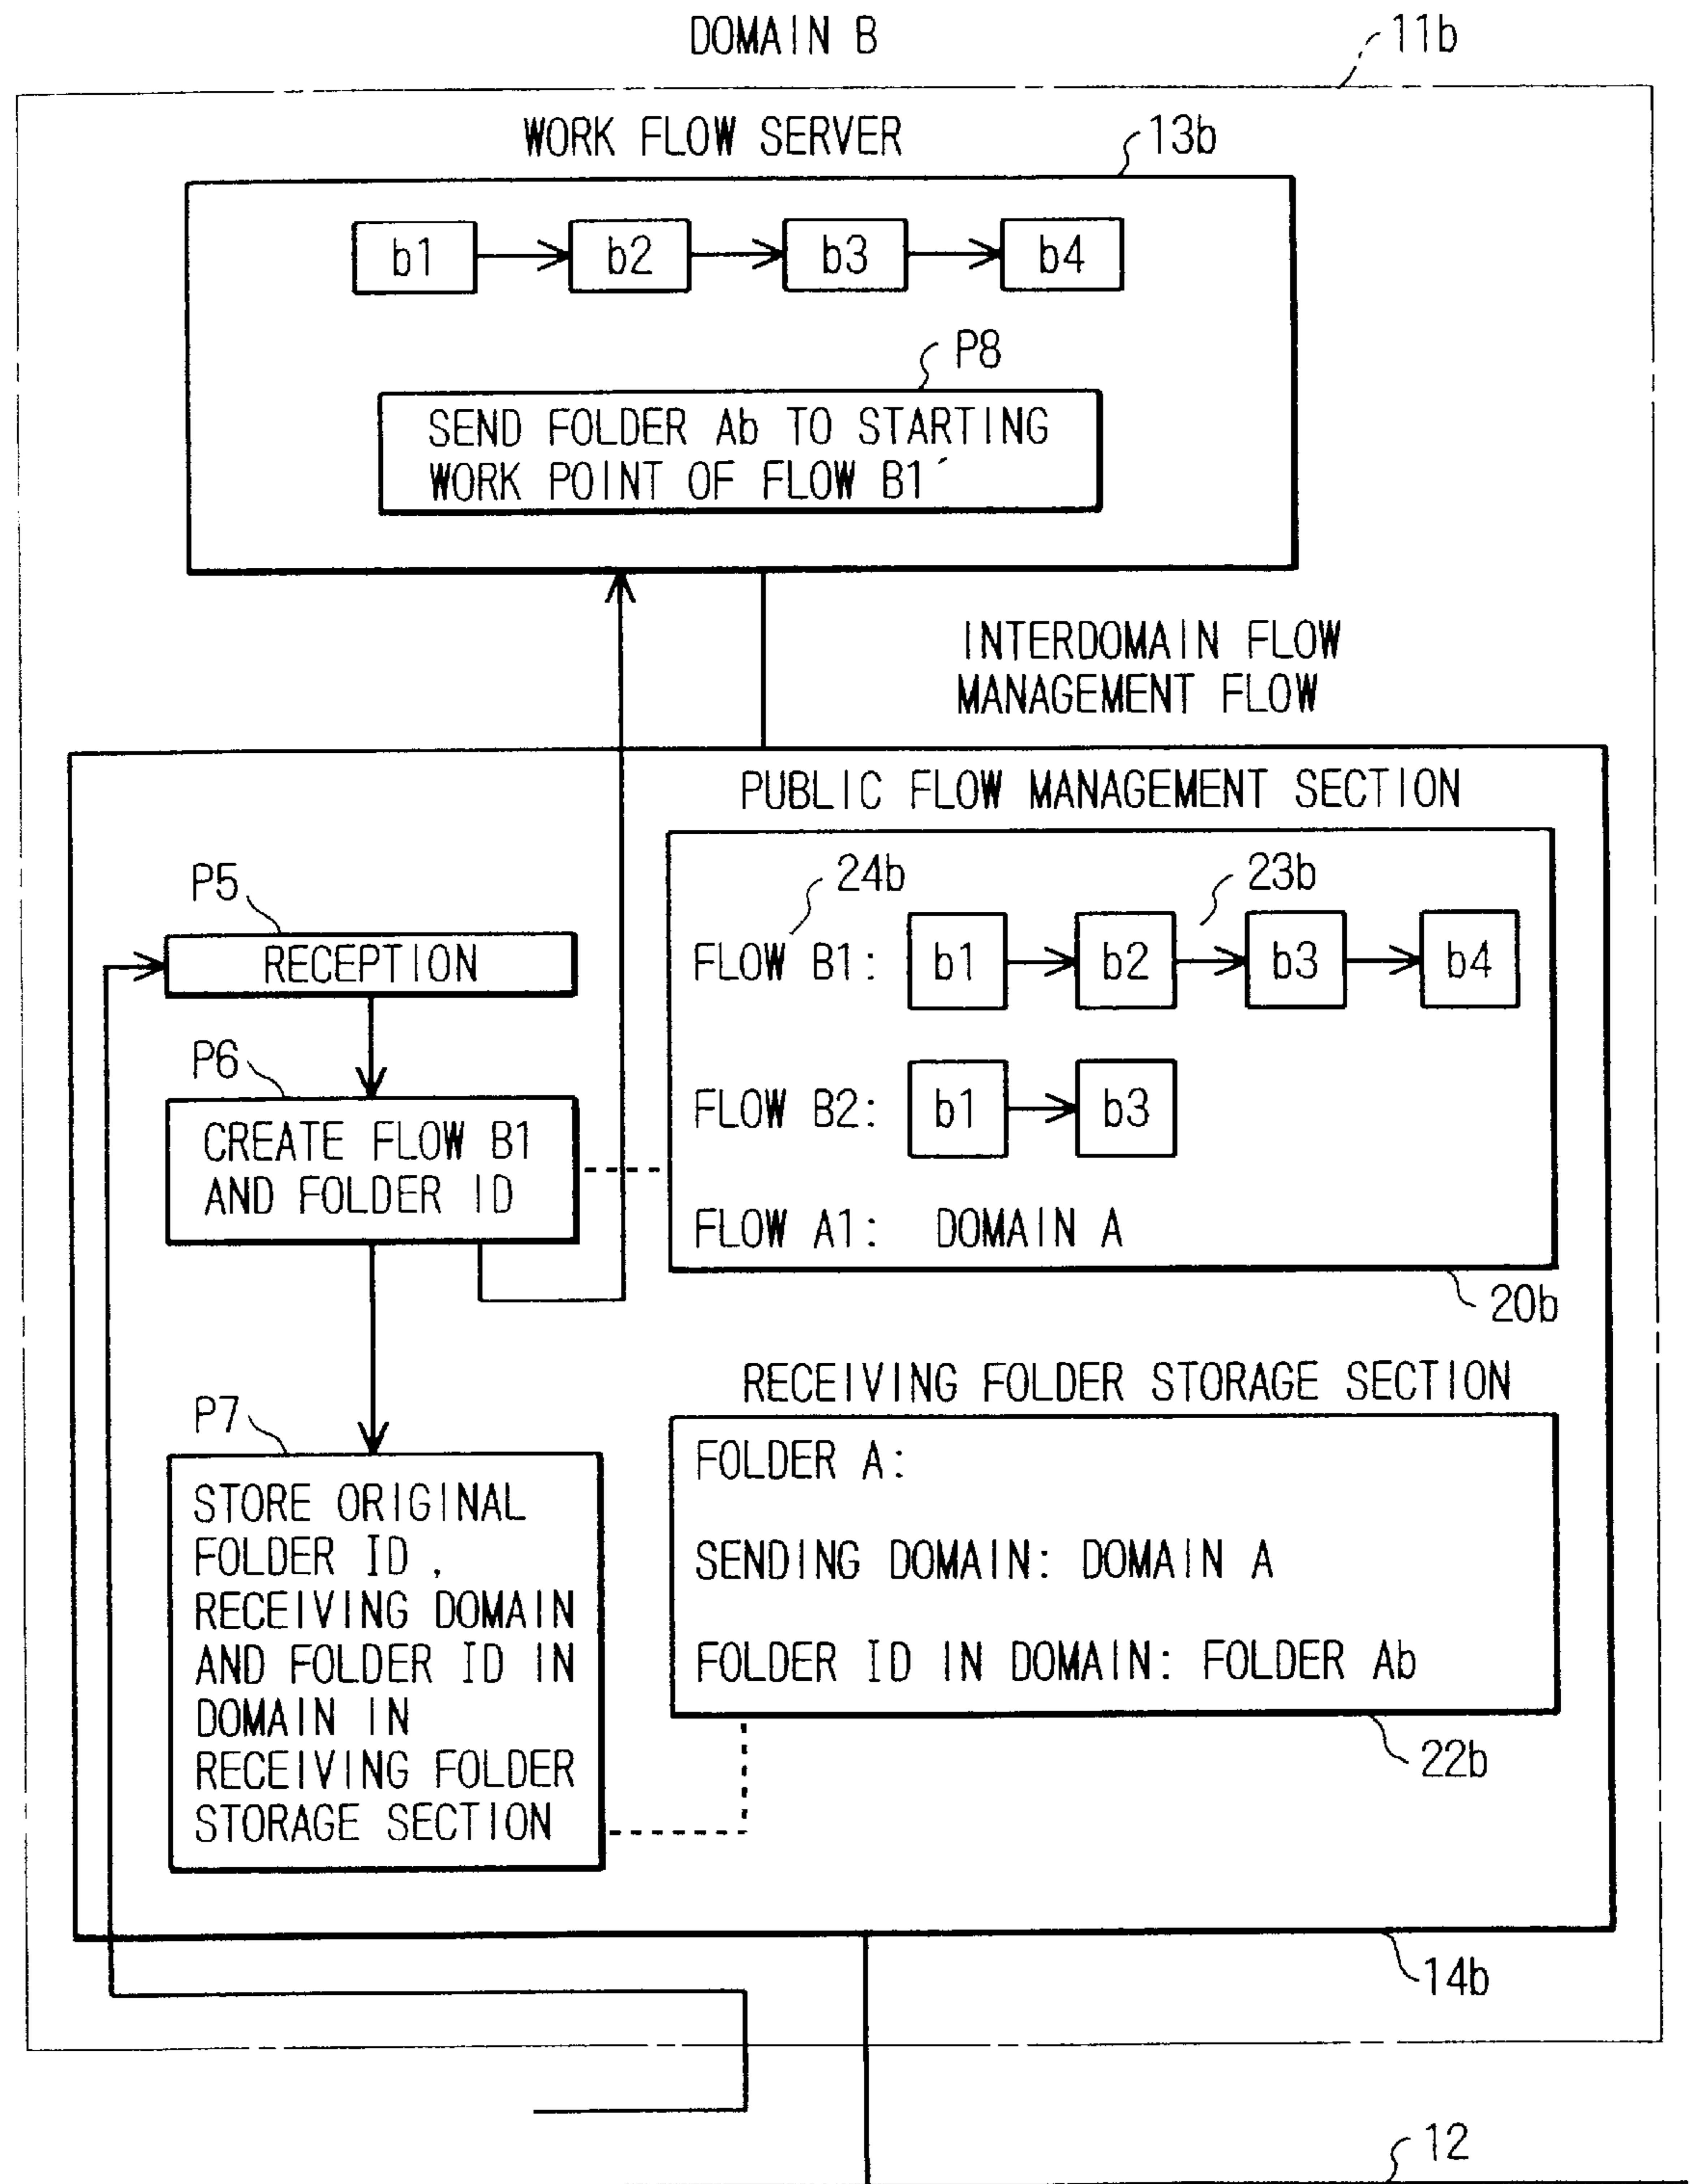 DOMAIN B
11b
WORK FLOW SERVER
13b
b1 b2 b3 b4
P8
SEND FOLDER Ab TO STARTING
WORK POINT OF FLOW B1
INTERDOMAIN FLOW
MANAGEMENT FLOW
PUBLIC FLOW MANAGEMENT SECTION
24b
23b
FLOW B1: b1 b2 b3 b4
FLOW B2: b1 b3
FLOW A1: DOMAIN A
20b
P5
RECEPTION
P6
CREATE FLOW B1
AND FOLDER ID
P7
STORE ORIGINAL
FOLDER ID,
RECEIVING DOMAIN
AND FOLDER ID IN
DOMAIN IN
RECEIVING FOLDER
STORAGE SECTION
RECEIVING FOLDER STORAGE SECTION
FOLDER A:
SENDING DOMAIN: DOMAIN A
FOLDER ID IN DOMAIN: FOLDER Ab
22b
14b
12